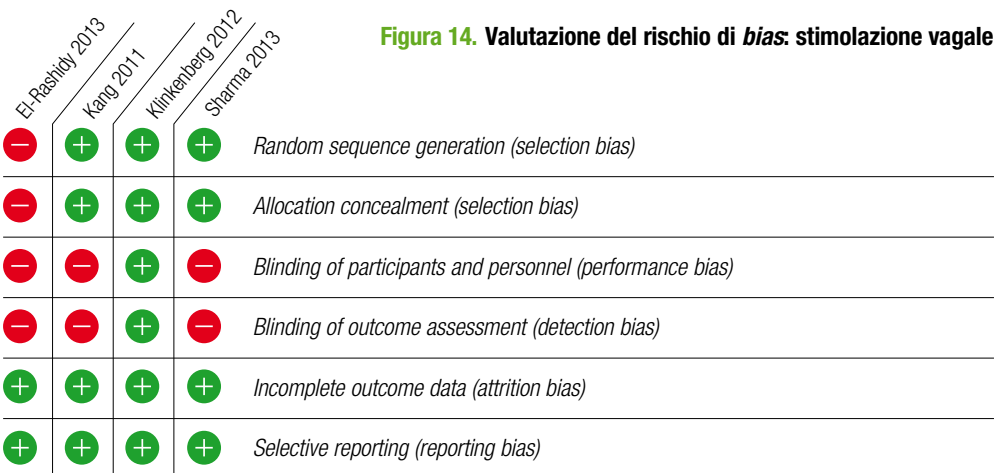 Figura 14. Valutazione del rischio di bias: stimolazione vagale
El-Rashidy 2013
Kang 2011
Klinkenberg 2012
Sharma 2013
− + + + Random sequence generation (selection bias)
− + + + Allocation concealment (selection bias)
− − + − Blinding of participants and personnel (performance bias)
− − + − Blinding of outcome assessment (detection bias)
+ + + + Incomplete outcome data (attrition bias)
+ + + + Selective reporting (reporting bias)